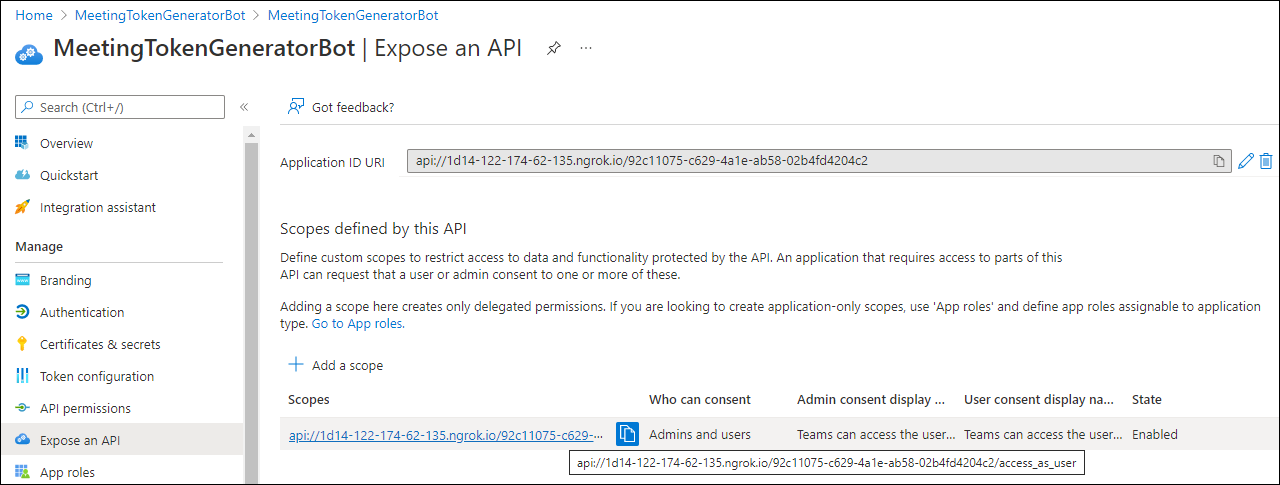 Home > MeetingTokenGeneratorBot > MeetingTokenGeneratorBot
MeetingTokenGeneratorBot | Expose an API
Search (Ctrl+/)
Got feedback?
Overview
Quickstart
Integration assistant
Manage
Branding
Authentication
Certificates & secrets
Token configuration
API permissions
Expose an API
App roles
Application ID URI
api://1d14-122-174-62-135.ngrok.io/92c11075-c629-4a1e-ab58-02b4fd4204c2
Scopes defined by this API
Define custom scopes to restrict access to data and functionality protected by the API. An application that requires access to parts of this
API can request that a user or admin consent to one or more of these.
Adding a scope here creates only delegated permissions. If you are looking to create application-only scopes, use 'App roles' and define app roles assignable to application
type. Go to App roles.
Add a scope
Scopes Who can consent Admin consent display ... User consent display na... State
api://1d14-122-174-62-135.ngrok.io/92c11075-c629-... Admins and users Teams can access the user... Teams can access the user... Enabled
api://1d14-122-174-62-135.ngrok.io/92c11075-c629-4a1e-ab58-02b4fd4204c2/access_as_user